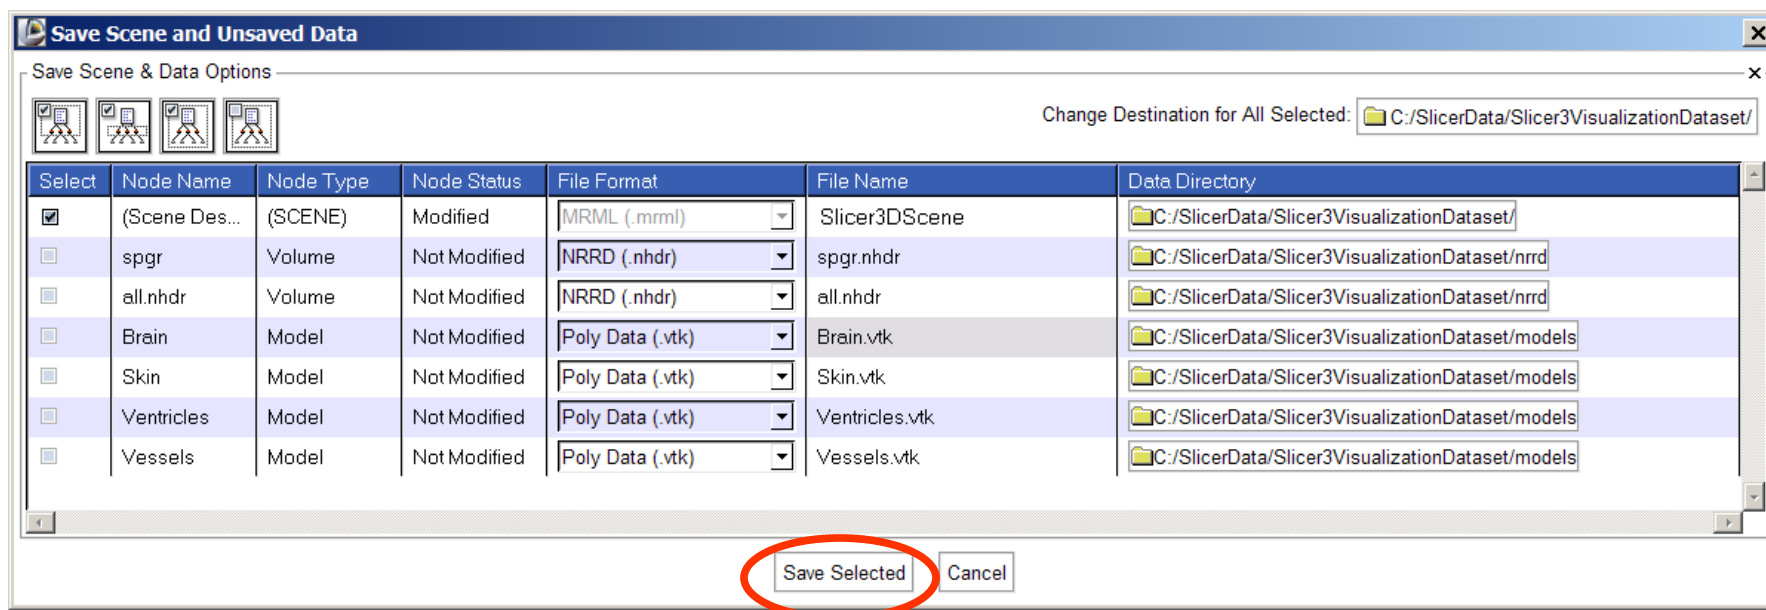 Save Scene and Unsaved Data
Save Scene & Data Options
Change Destination for All Selected: C:/SlicerData/Slicer3VisualizationDataset/
Select Node Name Node Type Node Status File Format File Name Data Directory
(Scene Des... (SCENE) Modified MRML (.mrml) Slicer3DScene C:/SlicerData/Slicer3VisualizationDataset/
spgr Volume Not Modified NRRD (.nhdr) spgr.nhdr C:/SlicerData/Slicer3VisualizationDataset/nrrd
all.nhdr Volume Not Modified NRRD (.nhdr) all.nhdr C:/SlicerData/Slicer3VisualizationDataset/nrrd
Brain Model Not Modified Poly Data (.vtk) Brain.vtk C:/SlicerData/Slicer3VisualizationDataset/models
Skin Model Not Modified Poly Data (.vtk) Skin.vtk C:/SlicerData/Slicer3VisualizationDataset/models
Ventricles Model Not Modified Poly Data (.vtk) Ventricles.vtk C:/SlicerData/Slicer3VisualizationDataset/models
Vessels Model Not Modified Poly Data (.vtk) Vessels.vtk C:/SlicerData/Slicer3VisualizationDataset/models
Save Selected Cancel